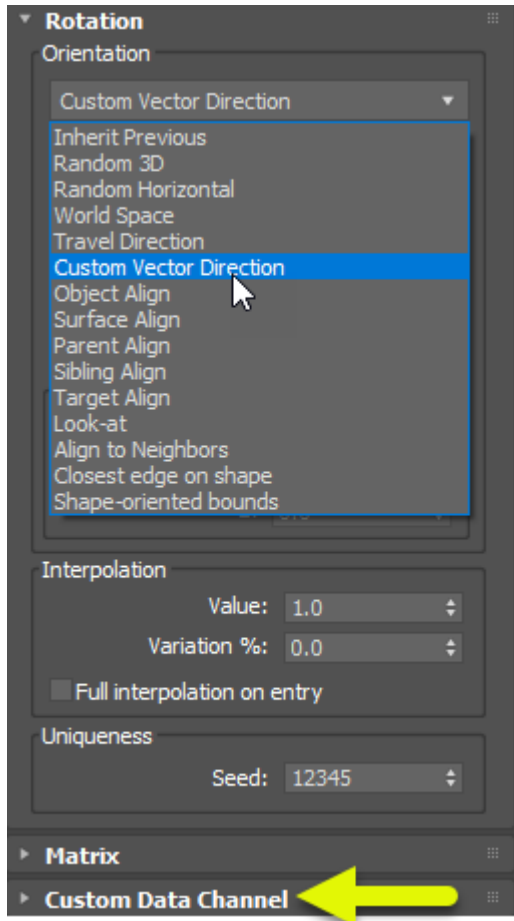 Rotation
Orientation
Custom Vector Direction
Inherit Previous
Random 3D
Random Horizontal
World Space
Travel Direction
Custom Vector Direction
Object Align
Surface Align
Parent Align
Sibling Align
Target Align
Look-at
Align to Neighbors
Closest edge on shape
Shape-oriented bounds
Interpolation
Value: 1.0
Variation %: 0.0
Full interpolation on entry
Uniqueness
Seed: 12345
Matrix
Custom Data Channel